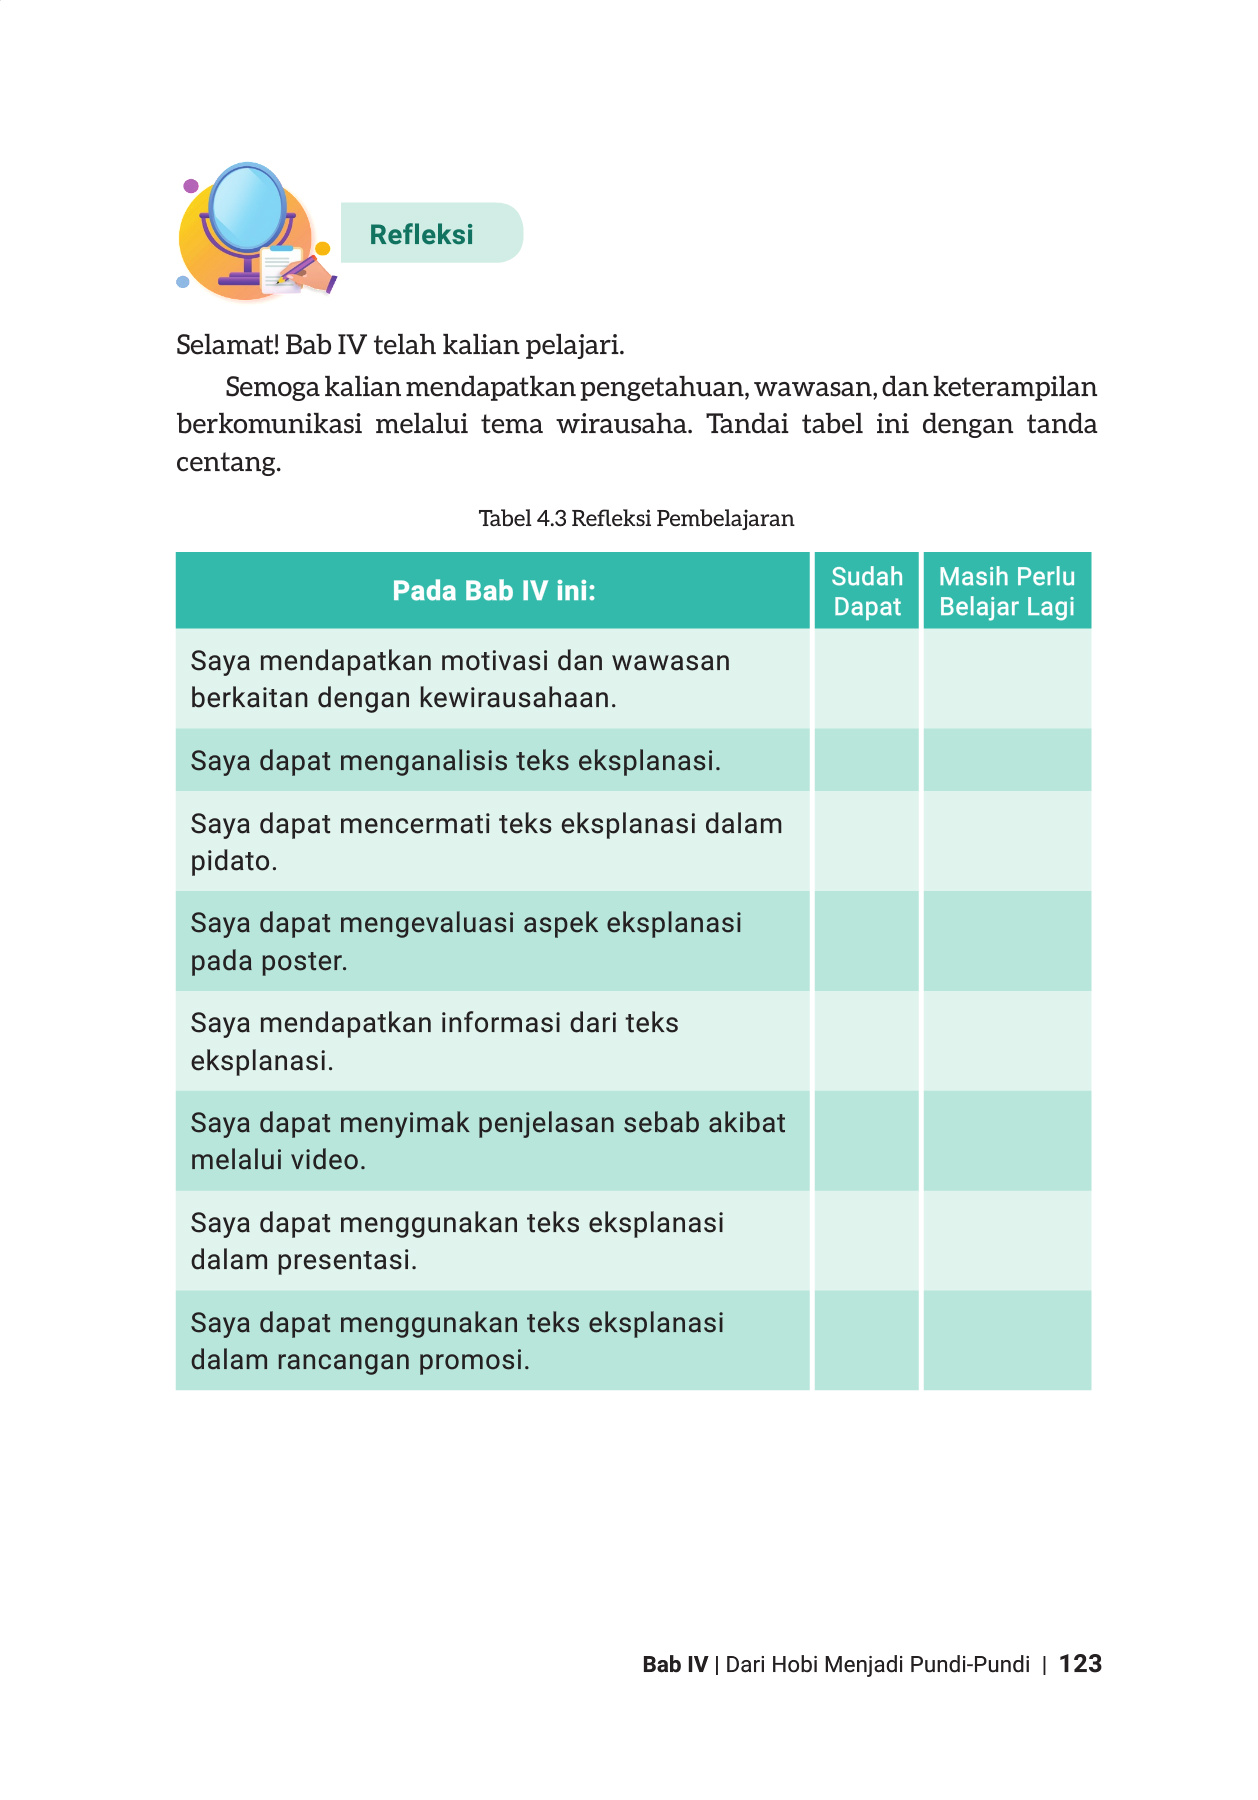 Refleksi
Selamat! Bab IV telah kalian pelajari.
Semoga kalian mendapatkan pengetahuan, wawasan, dan keterampilan
berkomunikasi melalui tema wirausaha. Tandai tabel ini dengan tanda
centang.
Tabel 4.3 Refleksi Pembelajaran
Pada Bab IV ini:
Sudah
Dapat
Masih Perlu
Belajar Lagi
Saya mendapatkan motivasi dan wawasan
berkaitan dengan kewirausahaan.
Saya dapat menganalisis teks eksplanasi.
Saya dapat mencermati teks eksplanasi dalam
pidato.
Saya dapat mengevaluasi aspek eksplanasi
pada poster.
Saya mendapatkan informasi dari teks
eksplanasi.
Saya dapat menyimak penjelasan sebab akibat
melalui video.
Saya dapat menggunakan teks eksplanasi
dalam presentasi.
Saya dapat menggunakan teks eksplanasi
dalam rancangan promosi.
Bab IV | Dari Hobi Menjadi Pundi-Pundi | 123